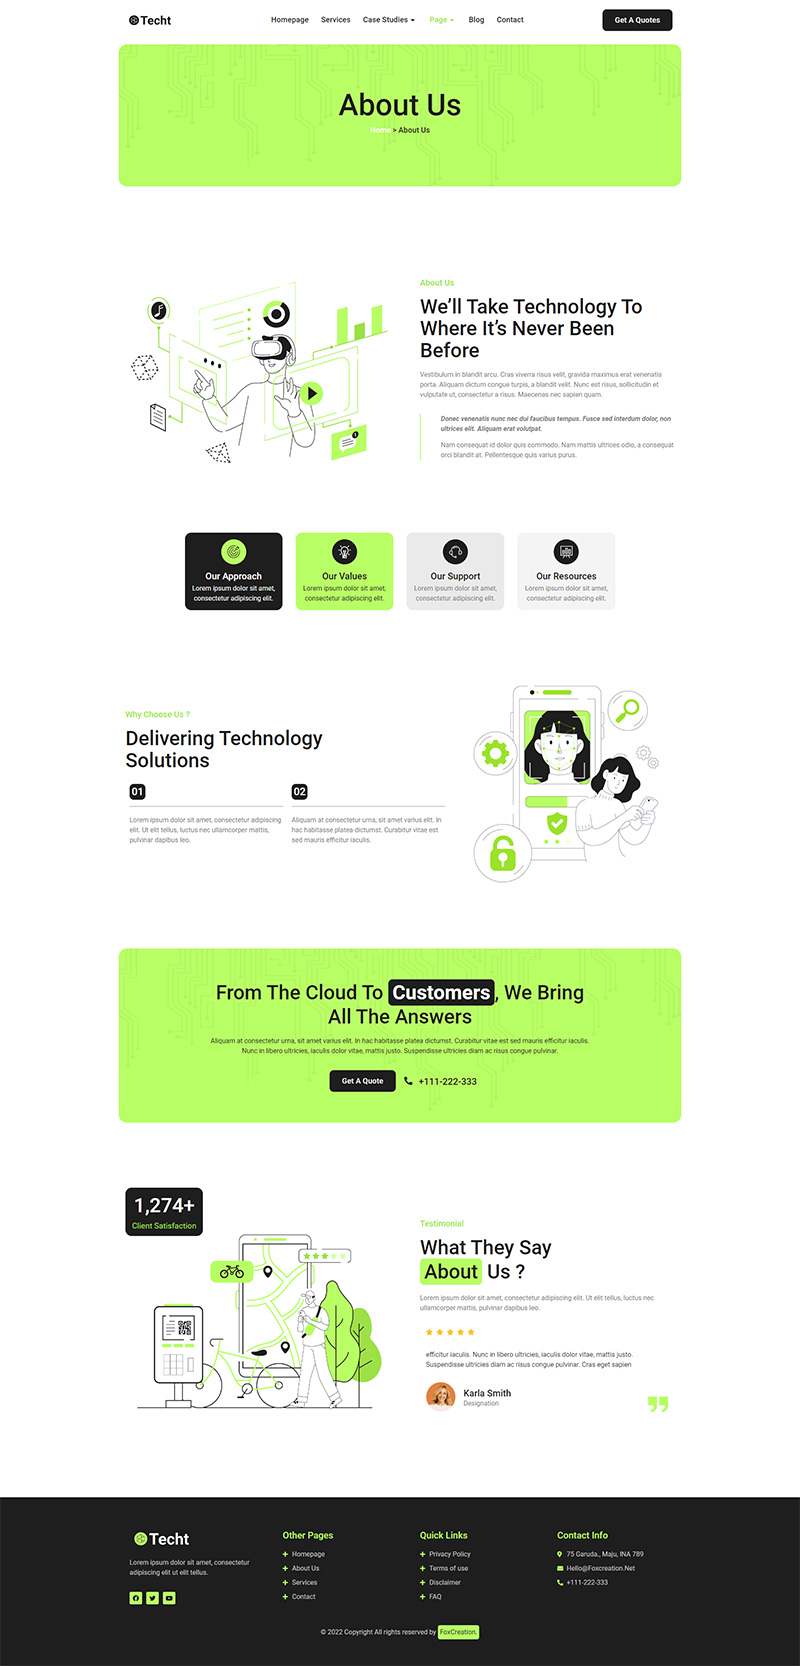 Techt
Homepage Services Case Studies Page Blog Contact
Get A Quotes
About Us
Home > About Us
About Us
We'll Take Technology To
Where It's Never Been
Before
Vestibulum in blandit arcu. Cras viverra risus velit, gravida maximus erat venenatis
porta. Aliquam dictum congue turpis, a blandit velit. Nunc est risus, sollicitudin et
vulputate ut, consectetur a risus. Maecenas nec sapien quam.
Donec venenatis nunc nec dui faucibus tempus. Fusce sed interdum dolor, non
ultrices elit. Aliquam erat volutpat.
Nam consequat id dolor quis commodo. Nam mattis ultrices odio, a consequat
orci blandit at. Pellentesque quis varius purus.
Our Approach
Lorem ipsum dolor sit amet,
consectetur adipiscing elit.
Our Values
Lorem ipsum dolor sit amet,
consectetur adipiscing elit.
Our Support
Lorem ipsum dolor sit amet,
consectetur adipiscing elit.
Our Resources
Lorem ipsum dolor sit amet,
consectetur adipiscing elit.
Why Choose Us ?
Delivering Technology
Solutions
01
Lorem ipsum dolor sit amet, consectetur adipiscing
elit. Ut elit tellus, luctus nec ullamcorper mattis,
pulvinar dapibus leo.
02
Aliquam at consectetur urna, sit amet varius elit. In
hac habitasse platea dictumst. Curabitur vitae est
sed mauris efficitur iaculis.
From The Cloud To Customers, We Bring
All The Answers
Aliquam at consectetur urna, sit amet varius elit. In hac habitasse platea dictumst. Curabitur vitae est sed mauris efficitur iaculis.
Nunc in libero ultricies, iaculis dolor vitae, mattis justo. Suspendisse ultricies diam ac risus congue pulvinar.
Get A Quote
+111-222-333
1,274+
Client Satisfaction
Testimonial
What They Say
About Us ?
Lorem ipsum dolor sit amet, consectetur adipiscing elit. Ut elit tellus, luctus nec
ullamcorper mattis, pulvinar dapibus leo.
efficitur iaculis. Nunc in libero ultricies, iaculis dolor vitae, mattis justo.
Suspendisse ultricies diam ac risus congue pulvinar. Cras eget sapien
Karla Smith
Designation
Techt
Lorem ipsum dolor sit amet, consectetur
adipiscing elit ut elit tellus.
Other Pages
Homepage
About Us
Services
Contact
Quick Links
Privacy Policy
Terms of use
Disclaimer
FAQ
Contact Info
75 Garuda., Maju, INA 789
Hello@Foxcreation.Net
+111-222-333
© 2022 Copyright All rights reserved by FoxCreation.